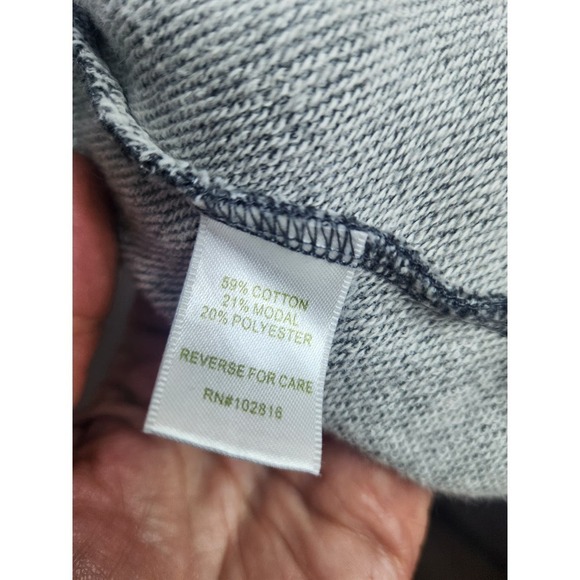 59% COTTON
21% MODAL
20% POLYESTER
REVERSE FOR CARE
RN#102816